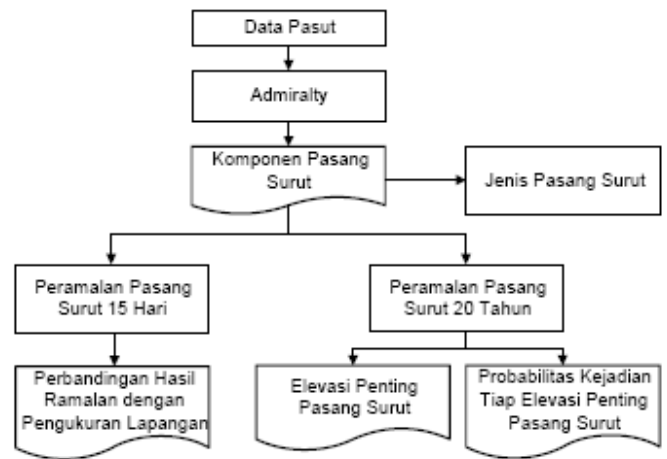 Data Pasut
Admiralty
Komponen Pasang
Surut
Jenis Pasang Surut
Peramalan Pasang
Surut 15 Hari
Peramalan Pasang
Surut 20 Tahun
Perbandingan Hasil
Ramalan dengan
Pengukuran Lapangan
Elevasi Penting
Pasang Surut
Probabilitas Kejadian
Tiap Elevasi Penting
Pasang Surut